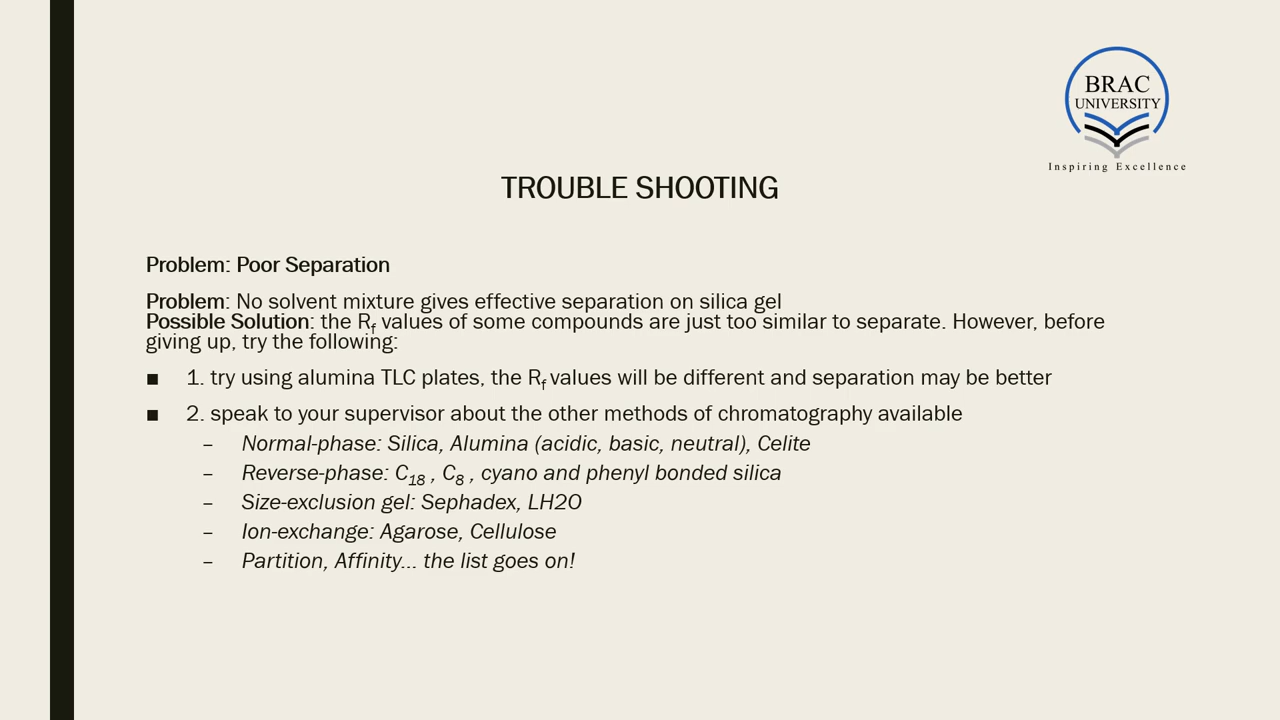 BRAC
UNIVERSITY
Inspiring Excellence
TROUBLE SHOOTING
Problem: Poor Separation
Problem: No solvent mixture gives effective separation on silica gel
Possible Solution: the Rf values of some compounds are just too similar to separate. However, before
giving up, try the following:
■ 1. try using alumina TLC plates, the Rf values will be different and separation may be better
■ 2. speak to your supervisor about the other methods of chromatography available
– Normal-phase: Silica, Alumina (acidic, basic, neutral), Celite
– Reverse-phase: C18 , C8 , cyano and phenyl bonded silica
– Size-exclusion gel: Sephadex, LH2O
– Ion-exchange: Agarose, Cellulose
– Partition, Affinity... the list goes on!